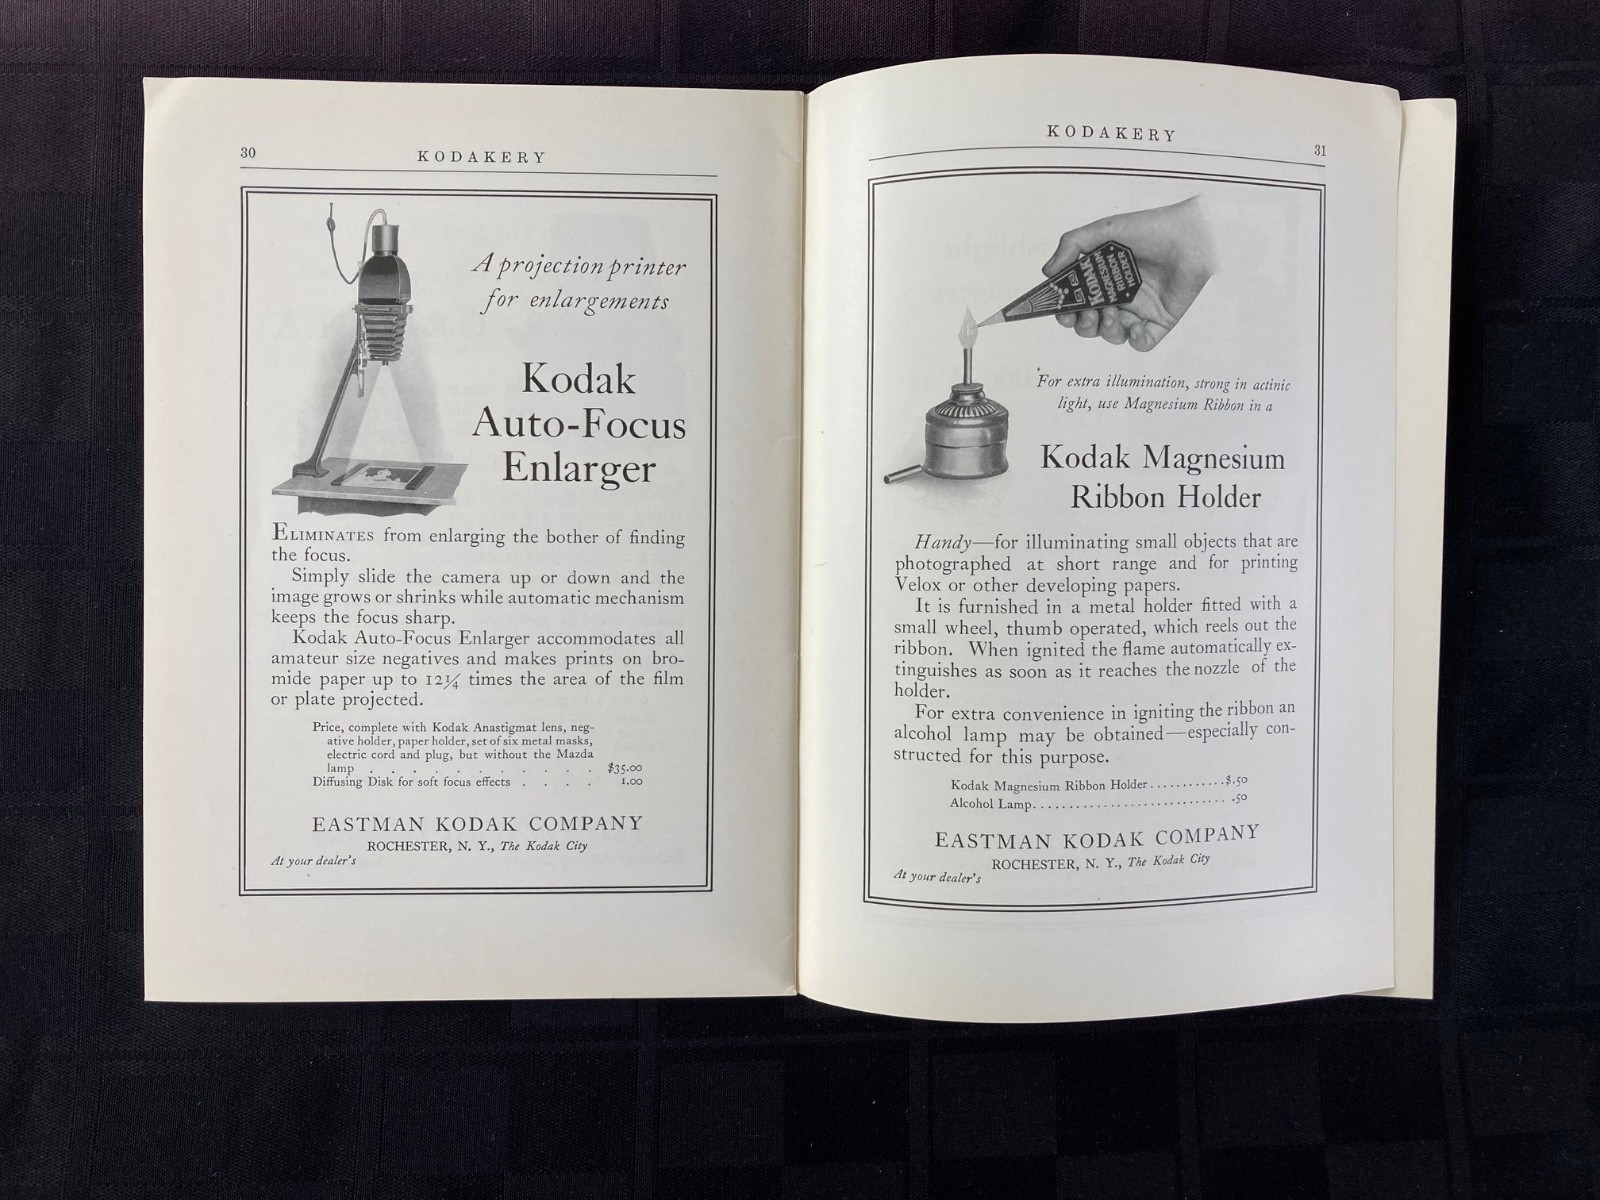 30
KODAKERY
A projection printer
for enlargements
Kodak
Auto-Focus
Enlarger
ELIMINATES from enlarging the bother of finding
the focus.
Simply slide the camera up or down and the
image grows or shrinks while automatic mechanism
keeps the focus sharp.
Kodak Auto-Focus Enlarger accommodates all
amateur size negatives and makes prints on bro-
mide paper up to 12¼ times the area of the film
or plate projected.
Price, complete with Kodak Anastigmat lens, neg-
ative holder, paper holder, set of six metal masks,
electric cord and plug, but without the Mazda
lamp . . . . . . . . . . . $35.00
Diffusing Disk for soft focus effects . . . . 1.00
EASTMAN KODAK COMPANY
ROCHESTER, N. Y., The Kodak City
At your dealer's
KODAKERY
31
KODAK
MAGNESIUM
RIBBON
HOLDER
For extra illumination, strong in actinic
light, use Magnesium Ribbon in a
Kodak Magnesium
Ribbon Holder
Handy—for illuminating small objects that are
photographed at short range and for printing
Velox or other developing papers.
It is furnished in a metal holder fitted with a
small wheel, thumb operated, which reels out the
ribbon. When ignited the flame automatically ex-
tinguishes as soon as it reaches the nozzle of the
holder.
For extra convenience in igniting the ribbon an
alcohol lamp may be obtained—especially con-
structed for this purpose.
Kodak Magnesium Ribbon Holder............$.50
Alcohol Lamp............................ .50
EASTMAN KODAK COMPANY
ROCHESTER, N. Y., The Kodak City
At your dealer's